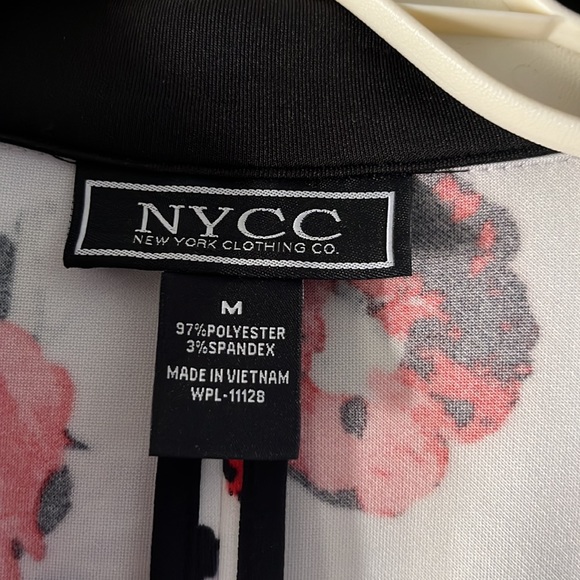 NYCC
NEW YORK CLOTHING CO.
M
97%POLYESTER
3%SPANDEX
MADE IN VIETNAM
WPL-11128